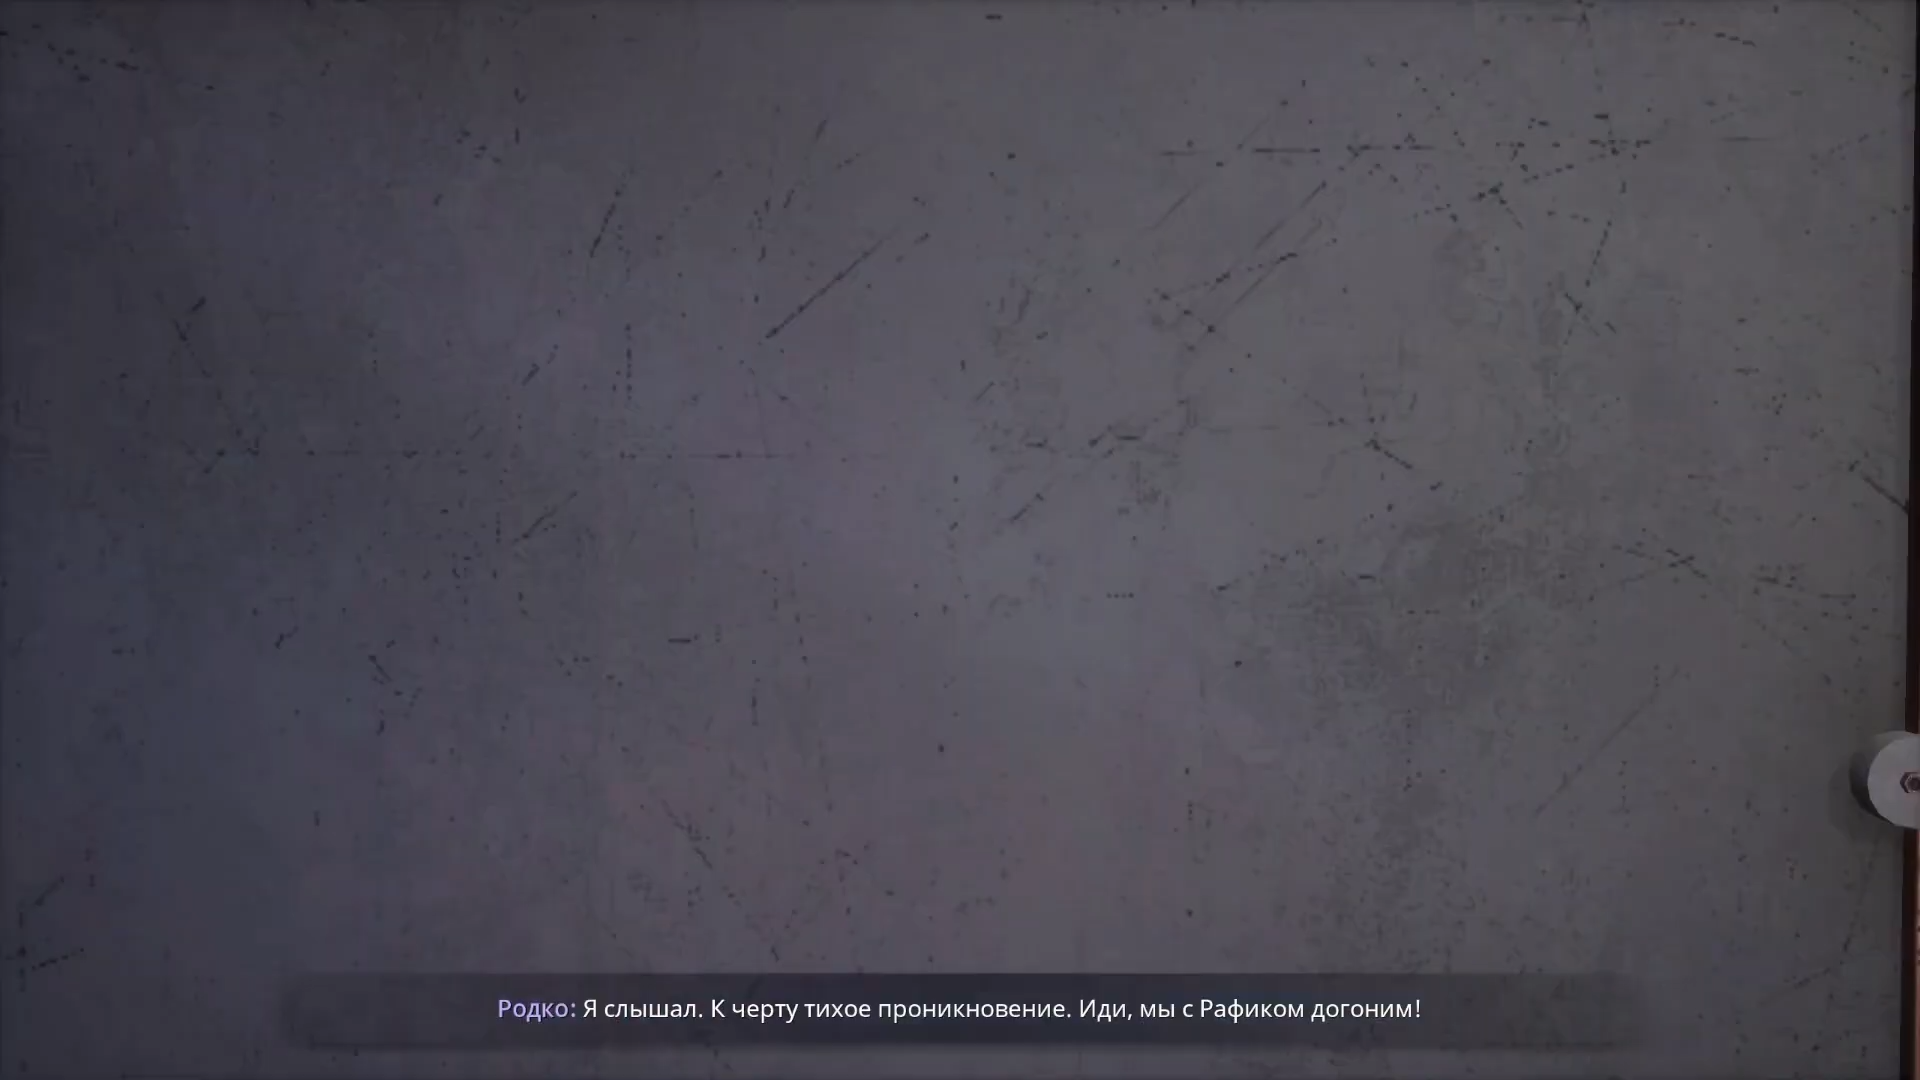 Родко: Я слышал. К черту тихое проникновение. Иди, мы с Рафиком догоним!